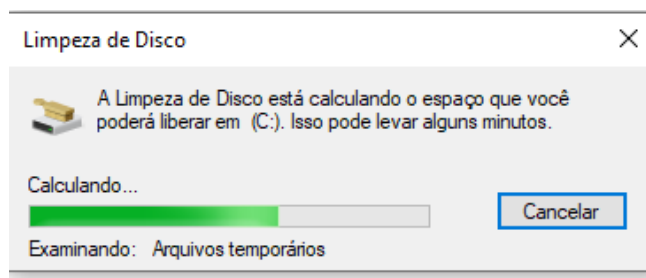 Limpeza de Disco
A Limpeza de Disco está calculando o espaço que você
poderá liberar em (C:). Isso pode levar alguns minutos.
Calculando...
Cancelar
Examinando: Arquivos temporários